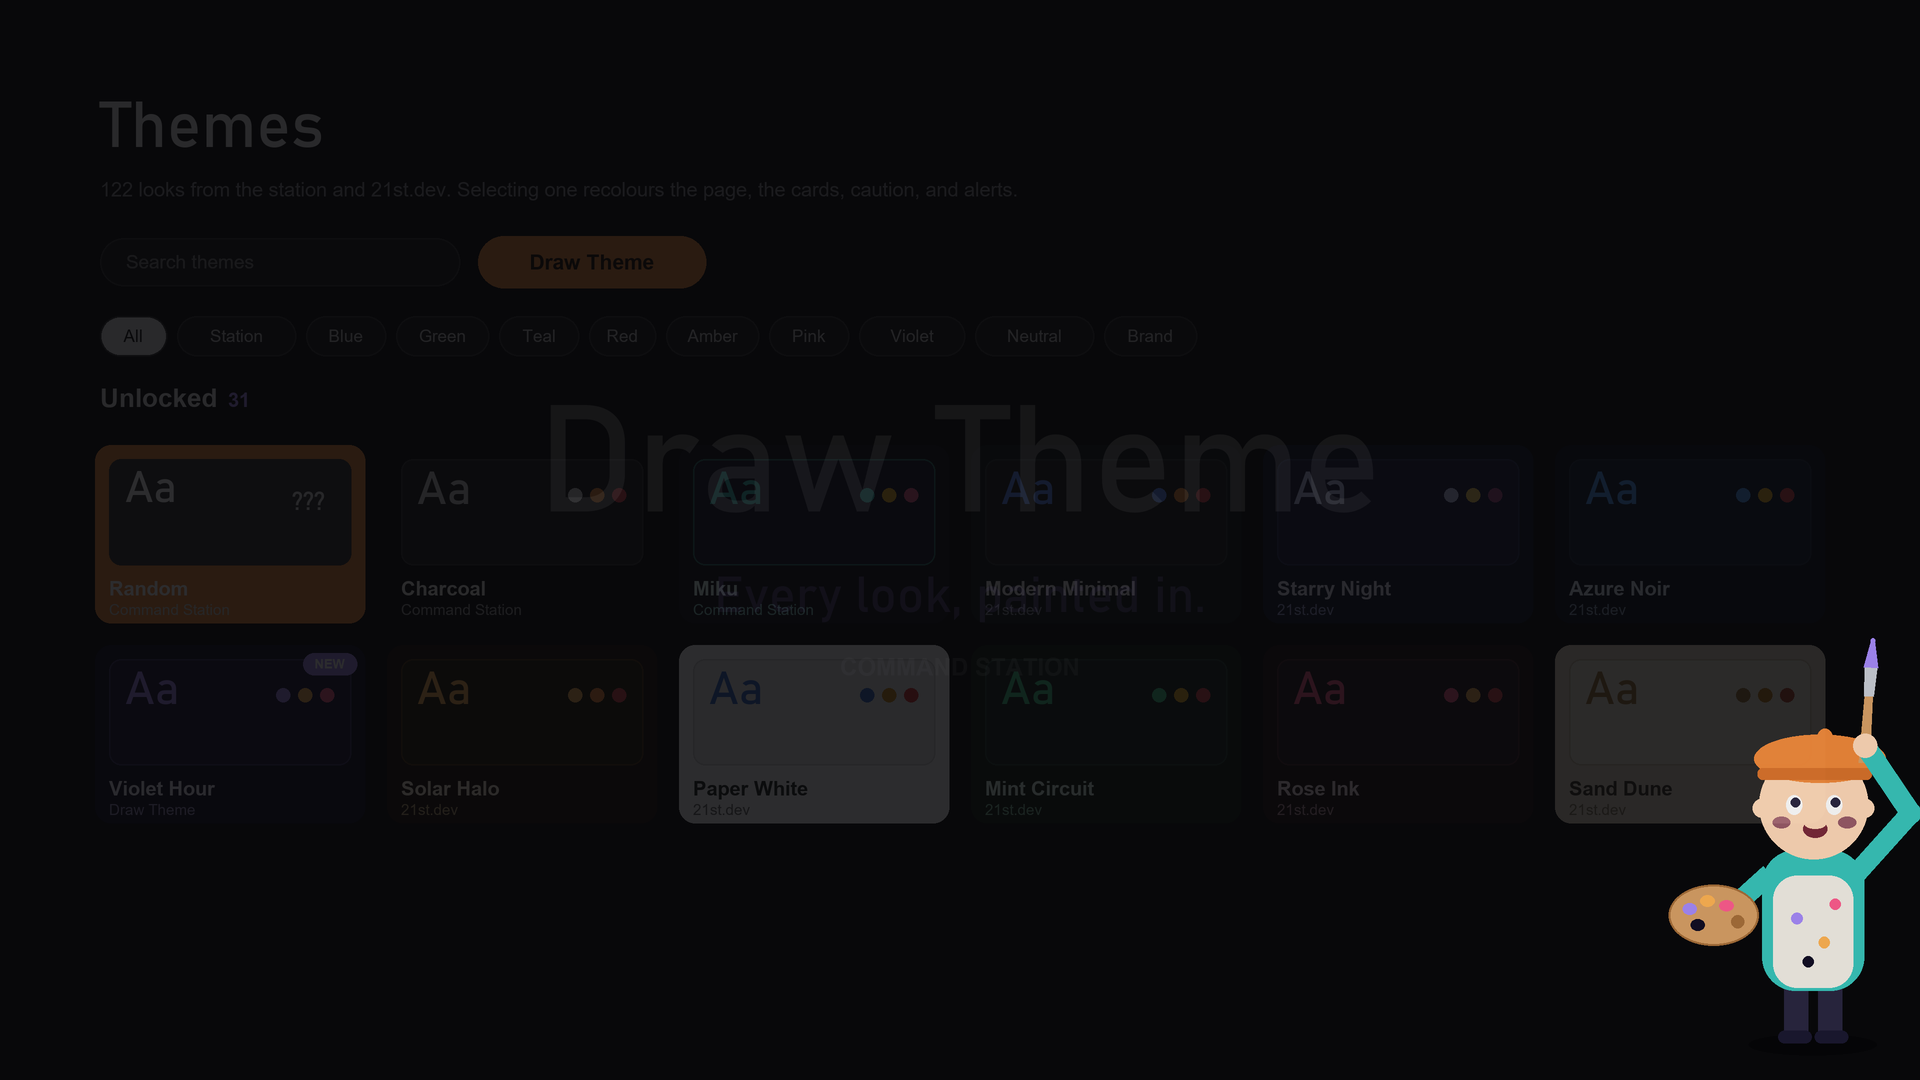 Themes
122 looks from the station and 21st.dev. Selecting one recolours the page, the cards, caution, and alerts.
Search themes
Draw Theme
All Station Blue Green Teal Red Amber Pink Violet Neutral Brand
Unlocked 31
Draw Theme
Aa ??? Aa Aa Aa Aa Aa
Random Charcoal Miku Modern Minimal Starry Night Azure Noir
Command Station Command Station Command Station 21st.dev 21st.dev 21st.dev
Every look, painted in.
COMMAND STATION
NEW
Aa Aa Aa Aa Aa Aa
Violet Hour Solar Halo Paper White Mint Circuit Rose Ink Sand Dune
Draw Theme 21st.dev 21st.dev 21st.dev 21st.dev 21st.dev